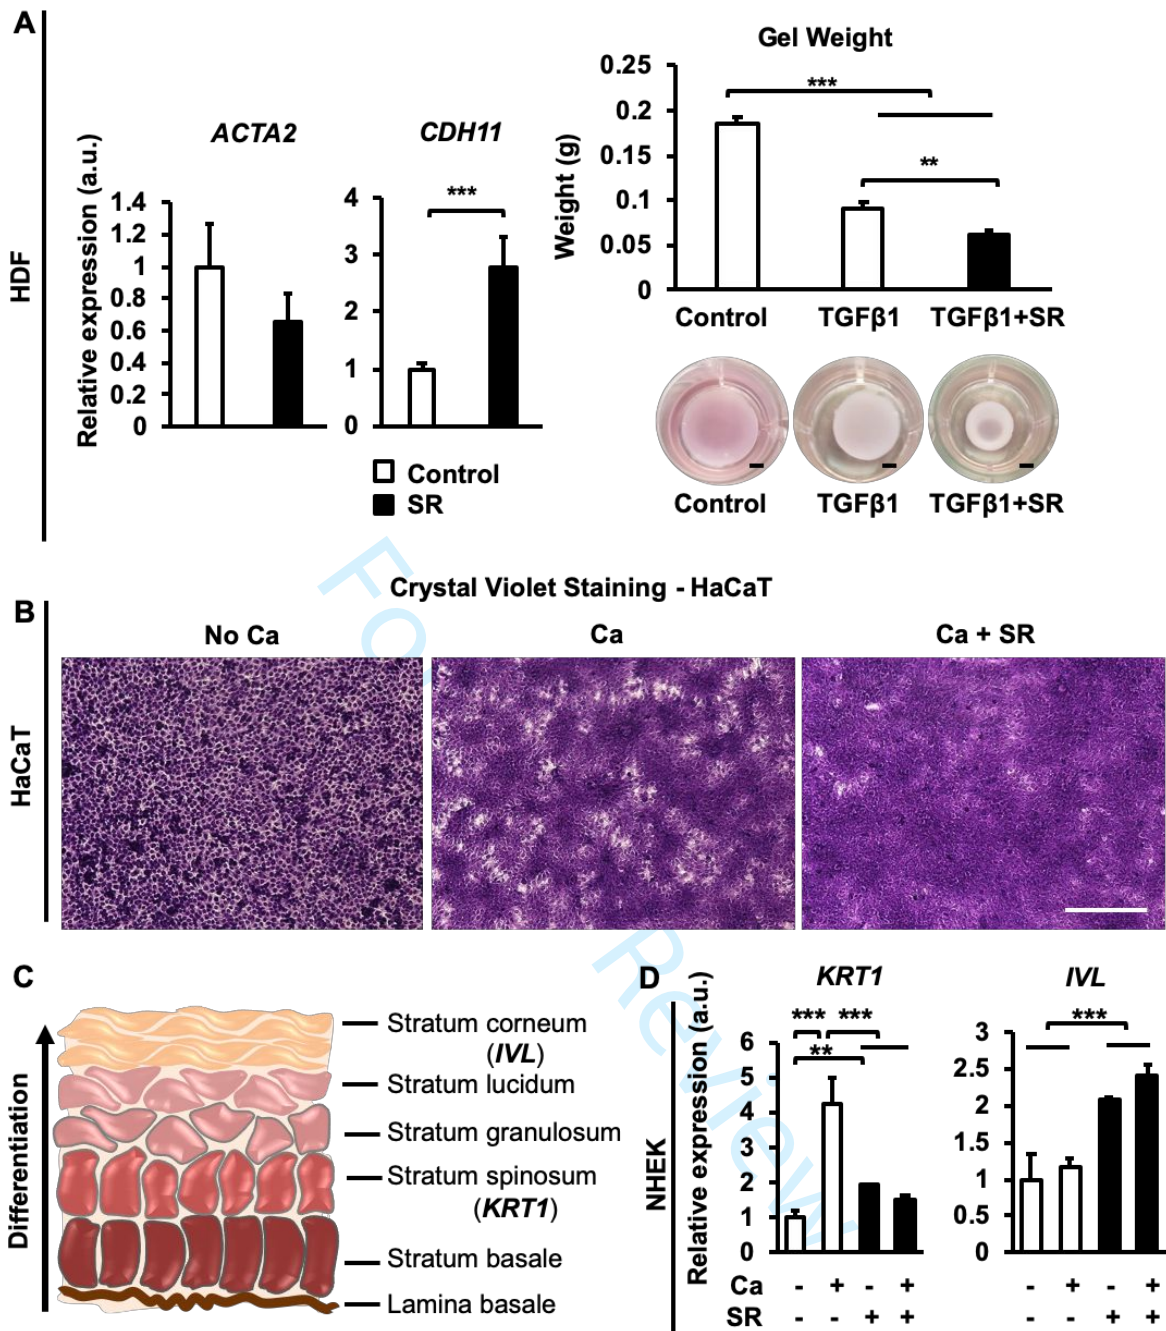 A
Gel Weight
ACTA2
CDH11
HDF
Relative expression (a.u.)
1.4
1.2
1
0.8
0.6
0.4
0.2
0
***
4
3
2
1
0
Control
SR
Weight (g)
0.25
0.2
0.15
0.1
0.05
0
***
**
Control TGFβ1 TGFβ1+SR
Control TGFβ1 TGFβ1+SR
B
Crystal Violet Staining - HaCaT
No Ca Ca Ca + SR
HaCaT
Review
C
Differentiation
Stratum corneum
(IVL)
Stratum lucidum
Stratum granulosum
Stratum spinosum
(KRT1)
Stratum basale
Lamina basale
D
NHEK
Relative expression (a.u.)
KRT1
*** ***
**
6
5
4
3
2
1
0
IVL
***
3
2.5
2
1.5
1
0.5
0
Ca - + - + - + - +
SR - - + + - - + +